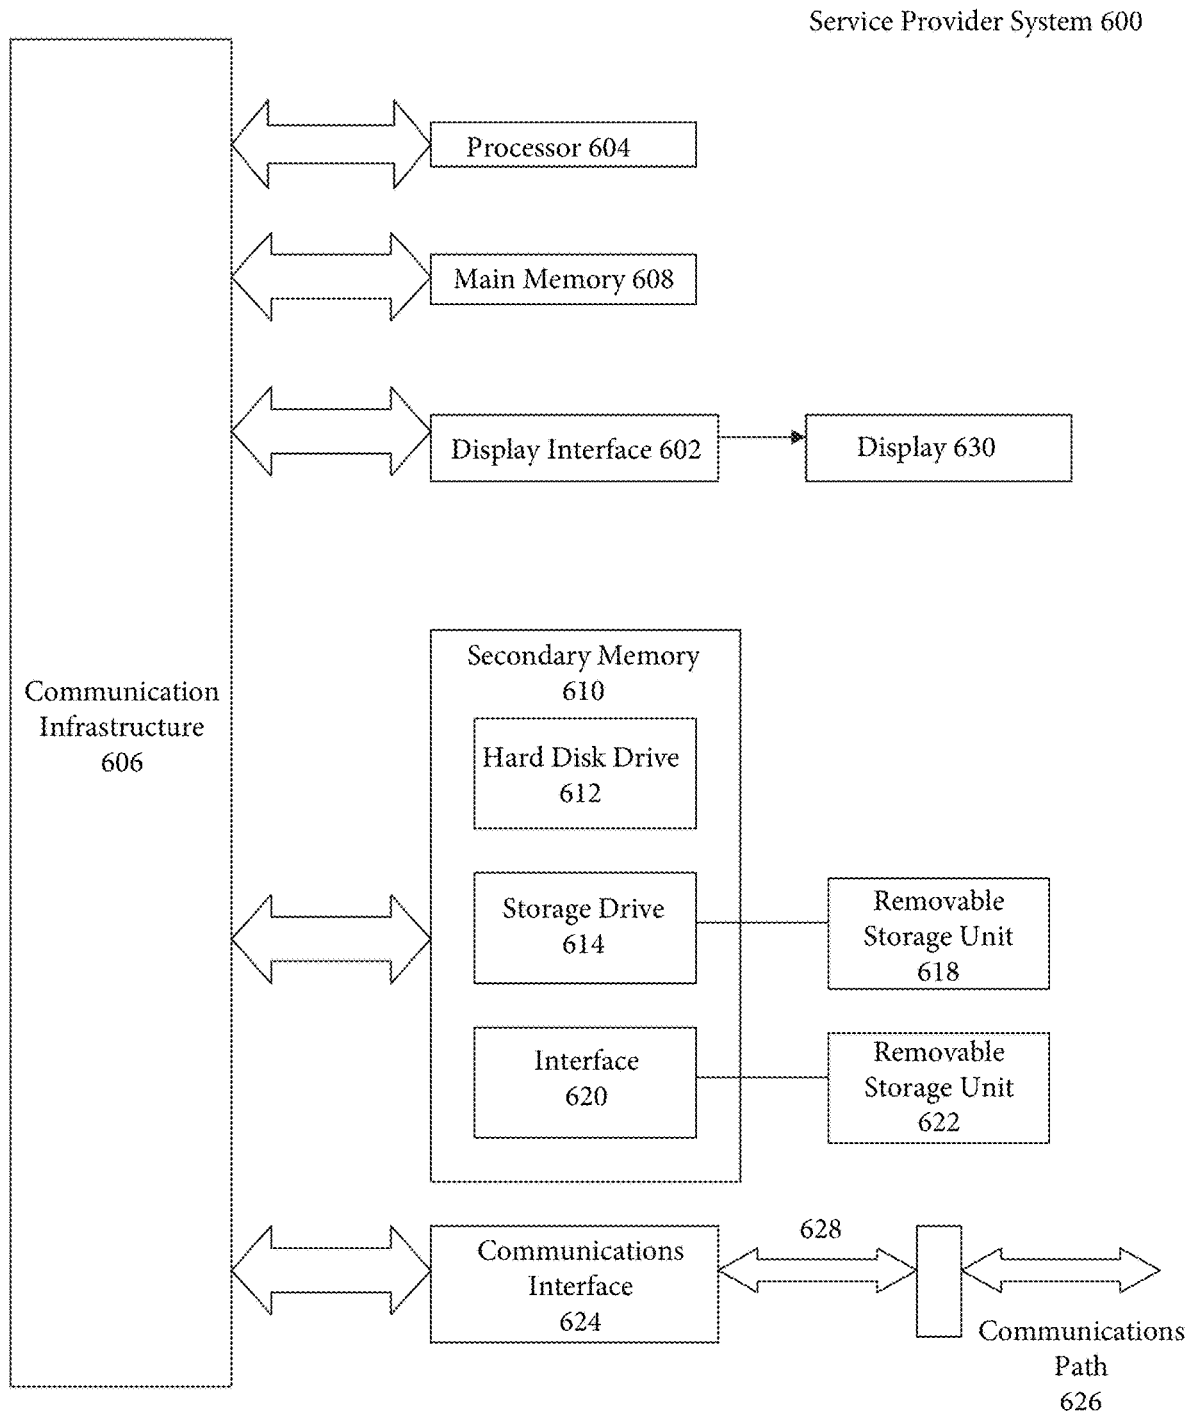 Service Provider System 600
Processor 604
Main Memory 608
Display Interface 602
Display 630
Communication
Infrastructure
606
Secondary Memory
610
Hard Disk Drive
612
Storage Drive
614
Removable
Storage Unit
618
Interface
620
Removable
Storage Unit
622
Communications
Interface
624
628
Communications
Path
626